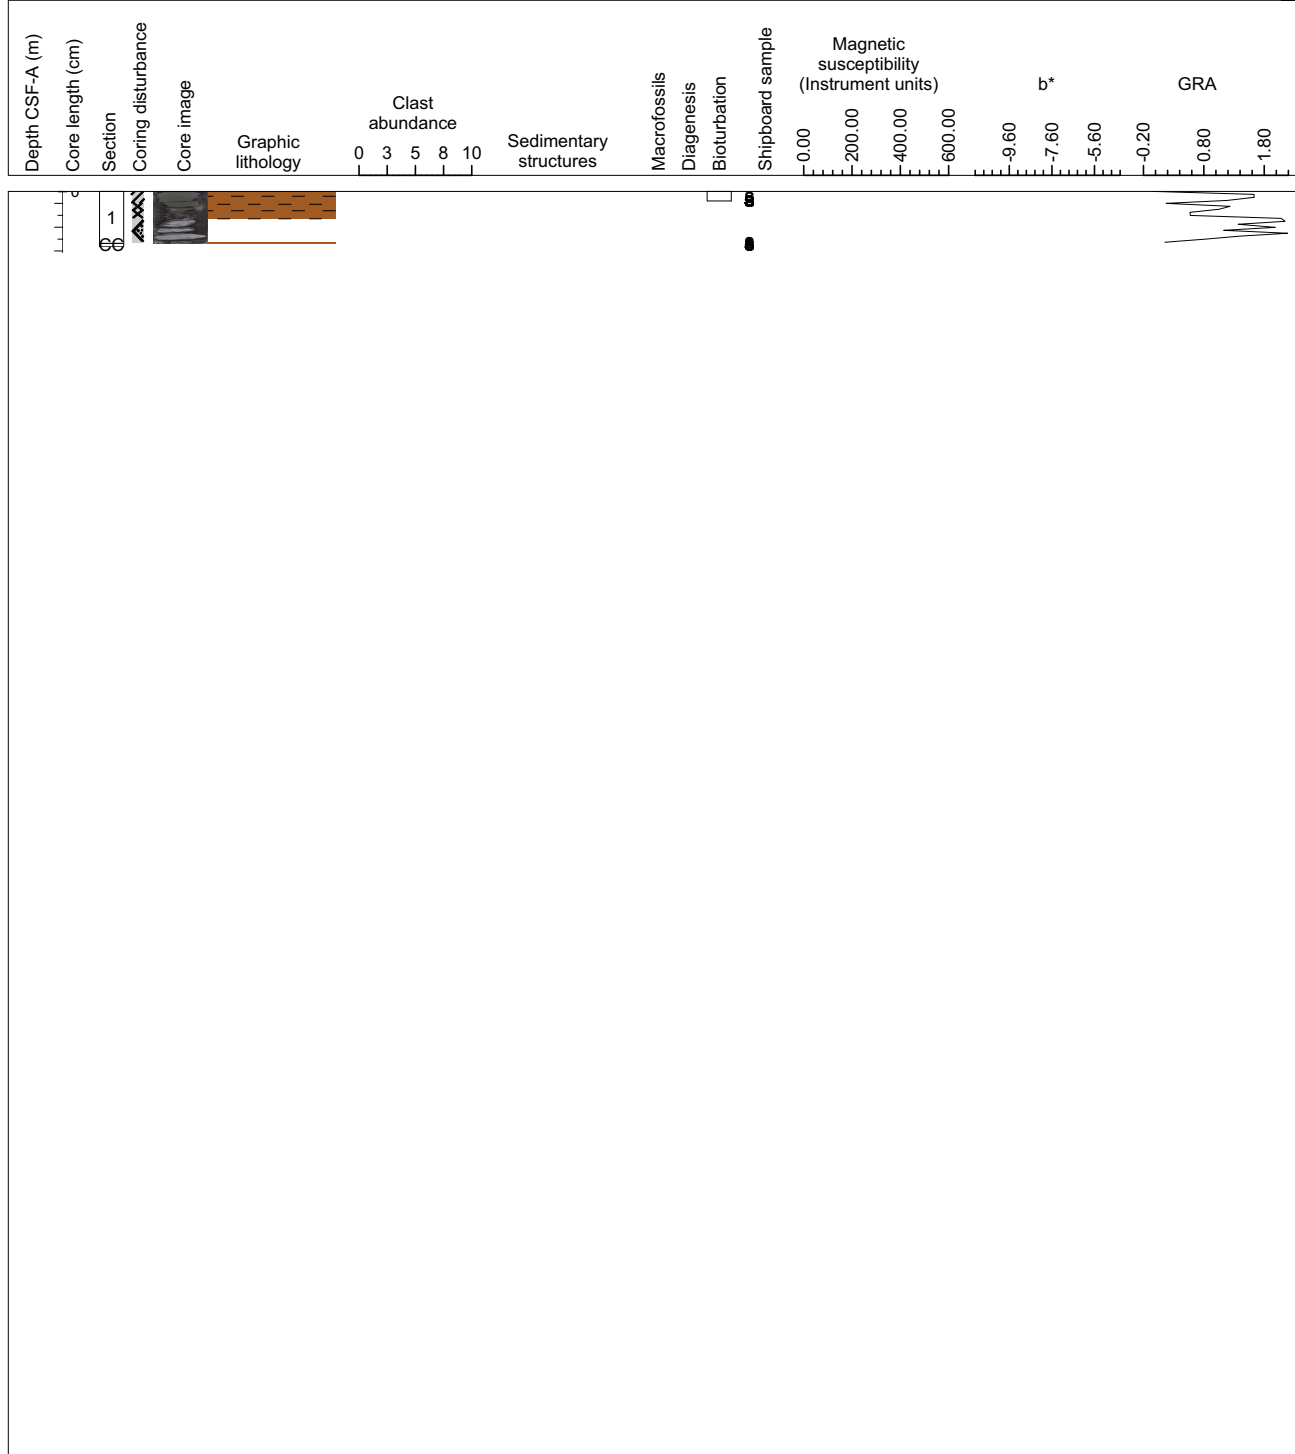 Depth CSF-A (m)
Core length (cm)
Section
Coring disturbance
Core image
Graphic
lithology
Clast
abundance
0 3 5 8 10
Sedimentary
structures
Macrofossils
Diagenesis
Bioturbation
Shipboard sample
Magnetic
susceptibility
(Instrument units)
0.00 200.00 400.00 600.00
b*
-9.60 -7.60 -5.60
GRA
-0.20 0.80 1.80
1
CC